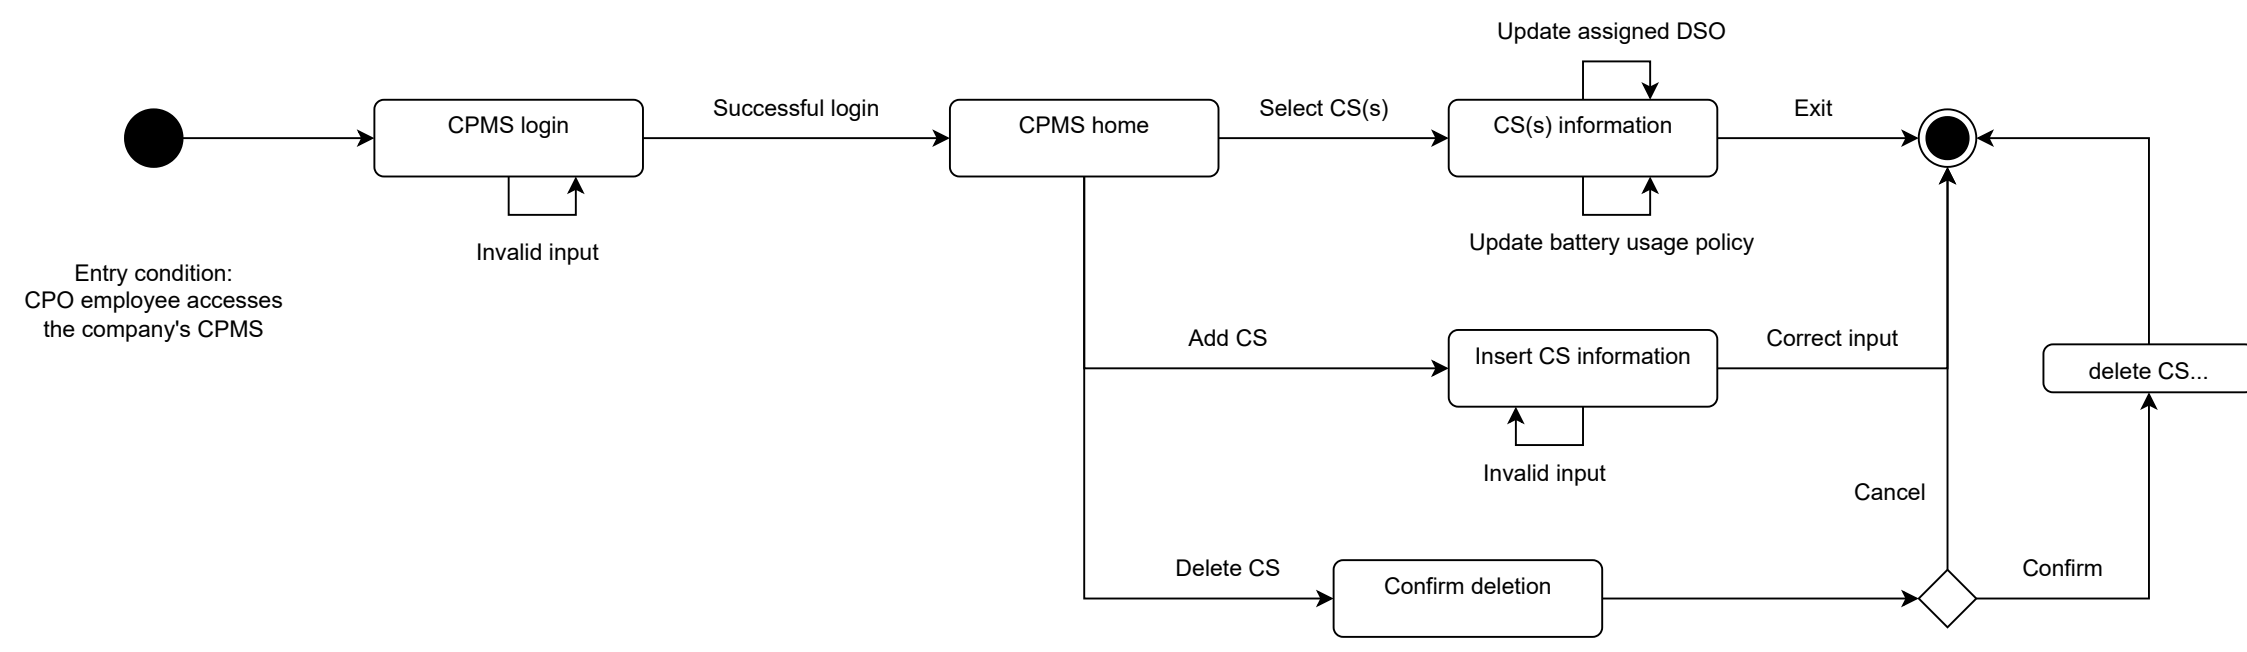 Update assigned DSO
CPMS login
Successful login
CPMS home
Select CS(s)
CS(s) information
Exit
Invalid input
Update battery usage policy
Entry condition:
CPO employee accesses
the company's CPMS
Add CS
Insert CS information
Correct input
delete CS...
Invalid input
Cancel
Delete CS
Confirm deletion
Confirm